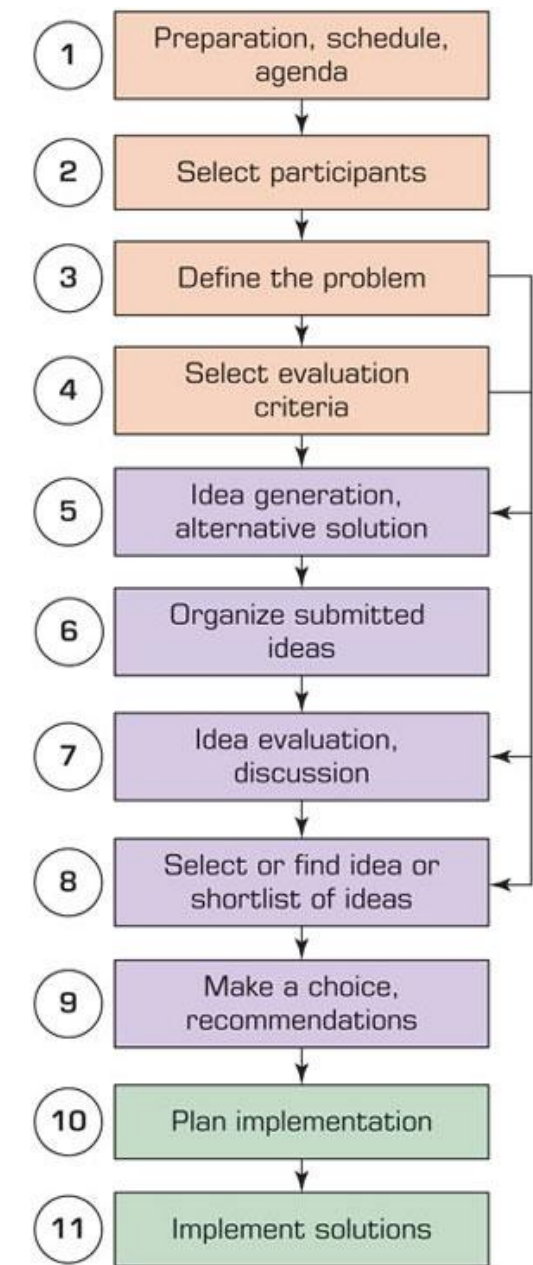 1
Preparation, schedule,
agenda
2
Select participants
3
Define the problem
4
Select evaluation
criteria
5
Idea generation,
alternative solution
6
Organize submitted
ideas
7
Idea evaluation,
discussion
8
Select or find idea or
shortlist of ideas
9
Make a choice,
recommendations
10
Plan implementation
11
Implement solutions